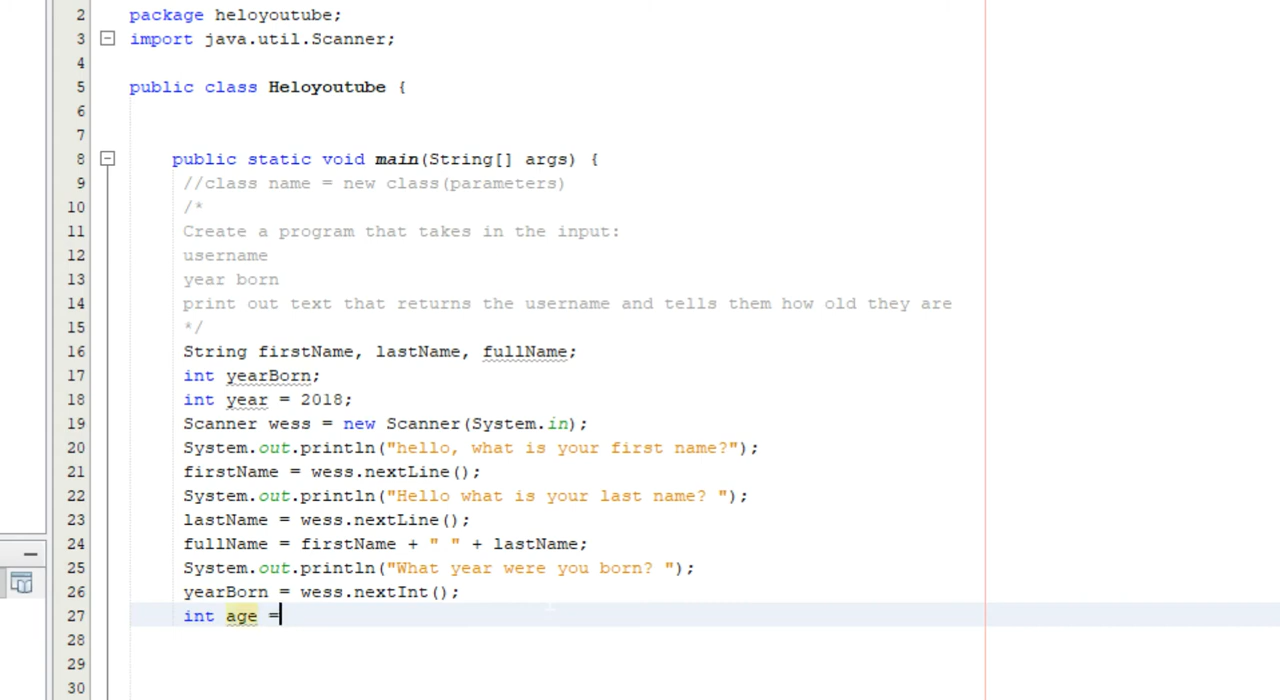 2 package heloyoutube;
3 import java.util.Scanner;
4
5 public class Heloyoutube {
6
7
8 public static void main(String[] args) {
9 //class name = new class(parameters)
10 /*
11 Create a program that takes in the input:
12 username
13 year born
14 print out text that returns the username and tells them how old they are
15 */
16 String firstName, lastName, fullName;
17 int yearBorn;
18 int year = 2018;
19 Scanner wess = new Scanner(System.in);
20 System.out.println("hello, what is your first name?");
21 firstName = wess.nextLine();
22 System.out.println("Hello what is your last name? ");
23 lastName = wess.nextLine();
24 fullName = firstName + " " + lastName;
25 System.out.println("What year were you born? ");
26 yearBorn = wess.nextInt();
27 int age =
28
29
30